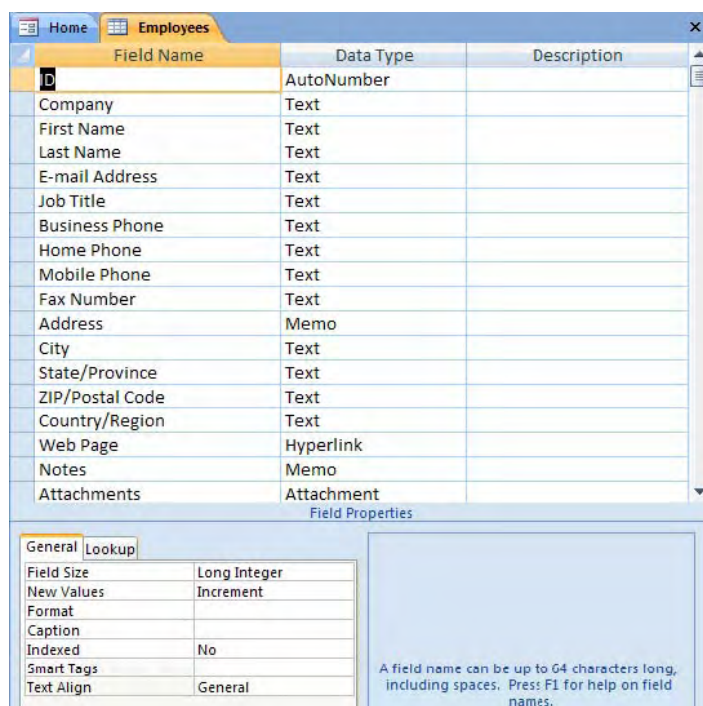 Home Employees
Field Name Data Type Description
ID AutoNumber
Company Text
First Name Text
Last Name Text
E-mail Address Text
Job Title Text
Business Phone Text
Home Phone Text
Mobile Phone Text
Fax Number Text
Address Memo
City Text
State/Province Text
ZIP/Postal Code Text
Country/Region Text
Web Page Hyperlink
Notes Memo
Attachments Attachment
Field Properties
General Lookup
Field Size Long Integer
New Values Increment
Format
Caption
Indexed No
Smart Tags
Text Align General
A field name can be up to 64 characters long,
including spaces. Press F1 for help on field
names.